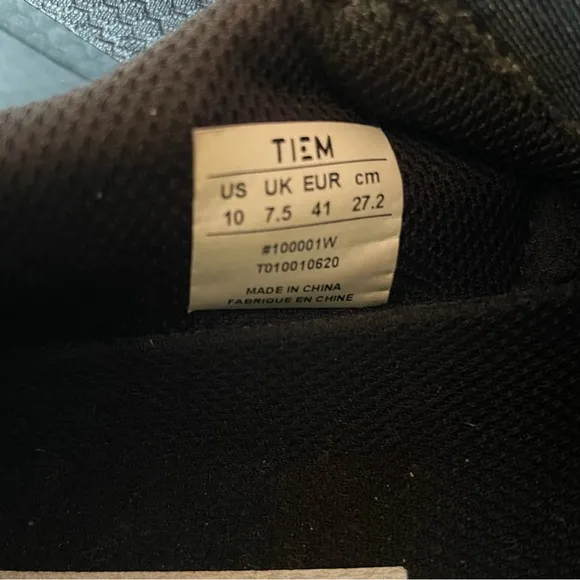 TIEM
US UK EUR cm
10 7.5 41 27.2
#100001W
T010010620
MADE IN CHINA
FABRIQUE EN CHINE